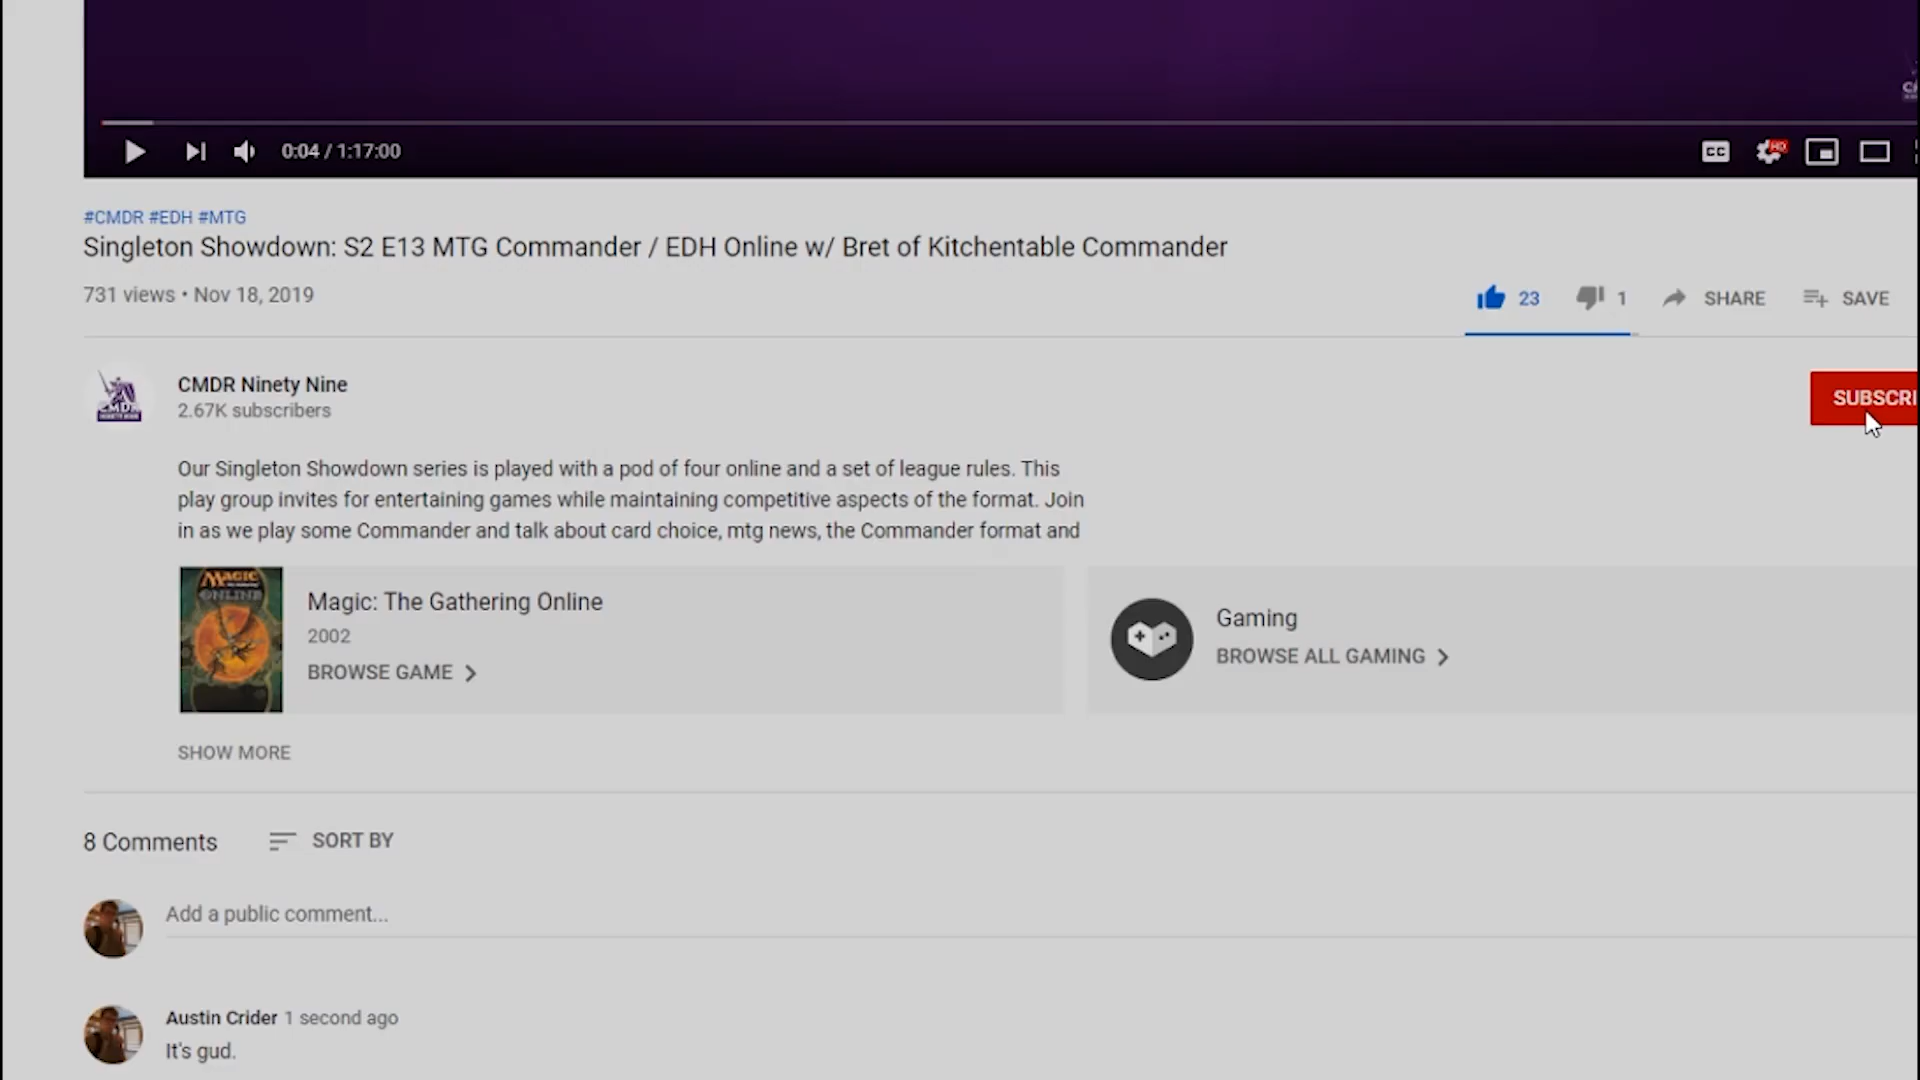 0:04 / 1:17:00
CC
HD
#CMDR #EDH #MTG
Singleton Showdown: S2 E13 MTG Commander / EDH Online w/ Bret of Kitchentable Commander
731 views • Nov 18, 2019
23
1
SHARE
SAVE
CMDR
CMDR Ninety Nine
2.67K subscribers
SUBSCRI
Our Singleton Showdown series is played with a pod of four online and a set of league rules. This
play group invites for entertaining games while maintaining competitive aspects of the format. Join
in as we play some Commander and talk about card choice, mtg news, the Commander format and
MAGIC
ONLINE
Magic: The Gathering Online
2002
BROWSE GAME
Gaming
BROWSE ALL GAMING
SHOW MORE
8 Comments
SORT BY
Add a public comment...
Austin Crider 1 second ago
It's gud.